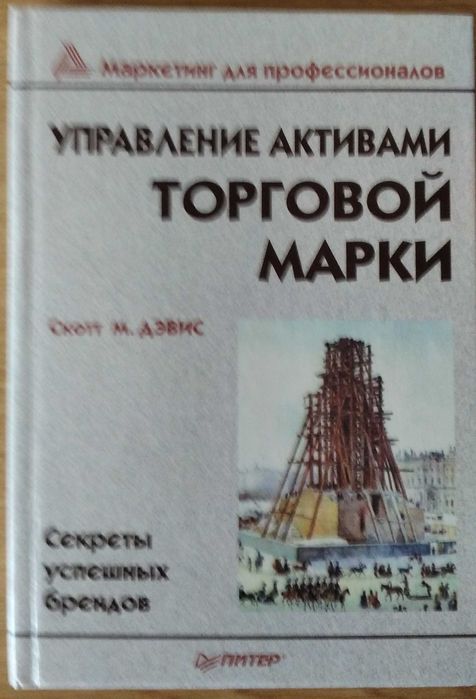 Маркетинг для профессионалов
УПРАВЛЕНИЕ АКТИВАМИ
ТОРГОВОЙ
МАРКИ
Скотт М. ДЭВИС
Секреты
успешных
брендов
ПИТЕР